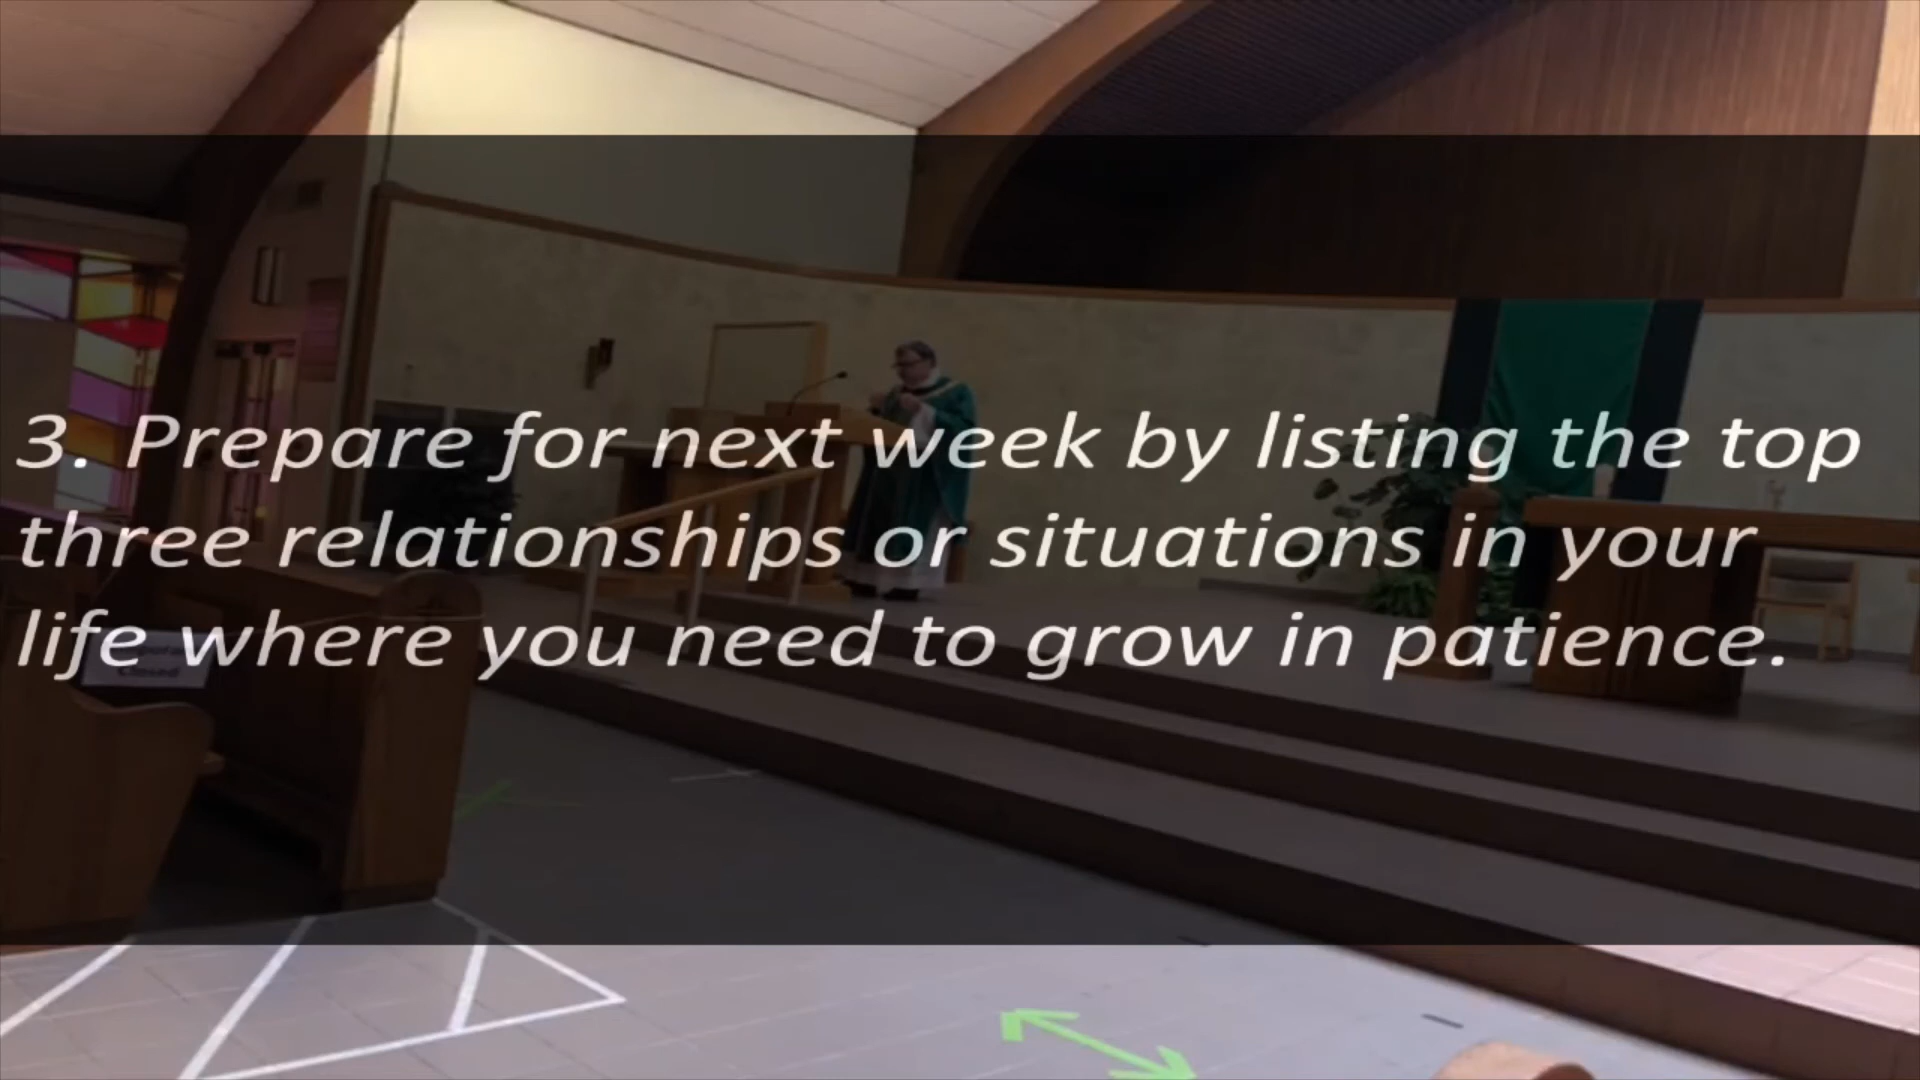 3. Prepare for next week by listing the top
three relationships or situations in your
life where you need to grow in patience.
Closed